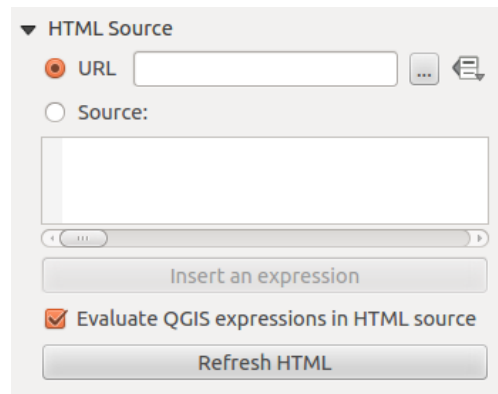 HTML Source
URL
...
Source:
Insert an expression
Evaluate QGIS expressions in HTML source
Refresh HTML